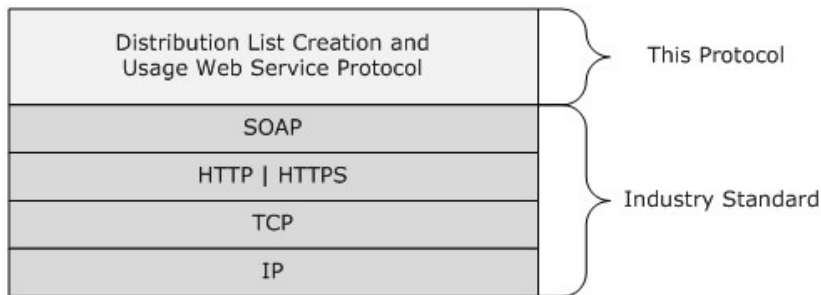 Distribution List Creation and
Usage Web Service Protocol
This Protocol
SOAP
HTTP | HTTPS
TCP
IP
Industry Standard